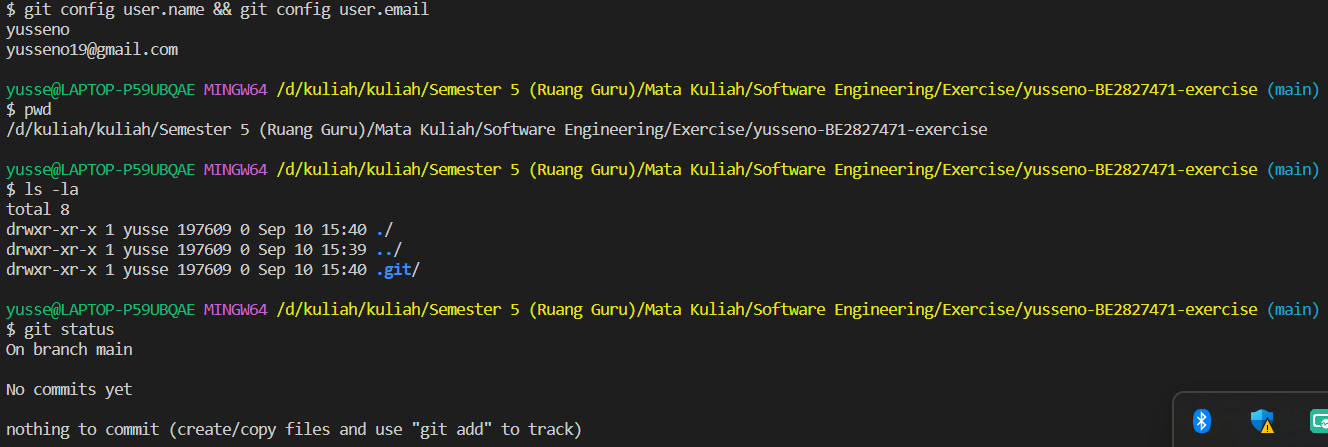 $ git config user.name && git config user.email
yusseno
yusseno19@gmail.com
yusse@LAPTOP-P59UBQAE MINGW64 /d/kuliah/kuliah/Semester 5 (Ruang Guru)/Mata Kuliah/Software Engineering/Exercise/yusseno-BE2827471-exercise (main)
$ pwd
/d/kuliah/kuliah/Semester 5 (Ruang Guru)/Mata Kuliah/Software Engineering/Exercise/yusseno-BE2827471-exercise
yusse@LAPTOP-P59UBQAE MINGW64 /d/kuliah/kuliah/Semester 5 (Ruang Guru)/Mata Kuliah/Software Engineering/Exercise/yusseno-BE2827471-exercise (main)
$ ls -la
total 8
drwxr-xr-x 1 yusse 197609 0 Sep 10 15:40 ./
drwxr-xr-x 1 yusse 197609 0 Sep 10 15:39 ../
drwxr-xr-x 1 yusse 197609 0 Sep 10 15:40 .git/
yusse@LAPTOP-P59UBQAE MINGW64 /d/kuliah/kuliah/Semester 5 (Ruang Guru)/Mata Kuliah/Software Engineering/Exercise/yusseno-BE2827471-exercise (main)
$ git status
On branch main
No commits yet
nothing to commit (create/copy files and use "git add" to track)